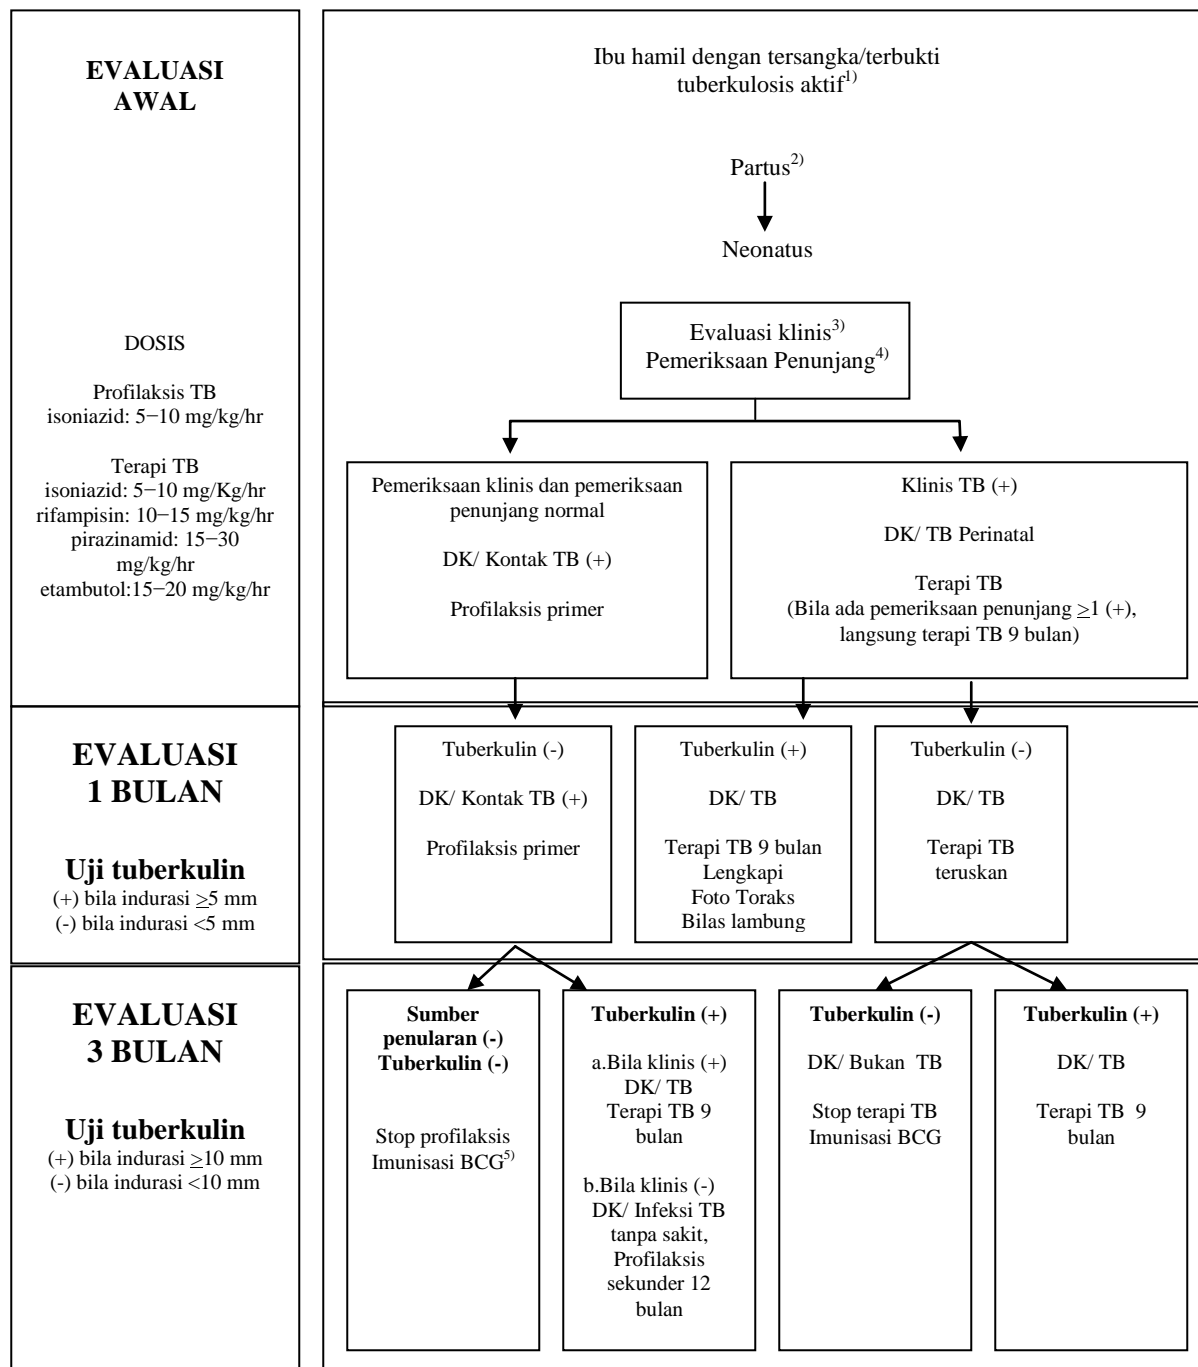 EVALUASI
AWAL
DOSIS
Profilaksis TB
isoniazid: 5−10 mg/kg/hr
Terapi TB
isoniazid: 5−10 mg/Kg/hr
rifampisin: 10−15 mg/kg/hr
pirazinamid: 15−30
mg/kg/hr
etambutol:15−20 mg/kg/hr
Ibu hamil dengan tersangka/terbukti
tuberkulosis aktif1)
Partus2)
Neonatus
Evaluasi klinis3)
Pemeriksaan Penunjang4)
Pemeriksaan klinis dan pemeriksaan
penunjang normal
DK/ Kontak TB (+)
Profilaksis primer
Klinis TB (+)
DK/ TB Perinatal
Terapi TB
(Bila ada pemeriksaan penunjang ≥1 (+),
langsung terapi TB 9 bulan)
EVALUASI
1 BULAN
Uji tuberkulin
(+) bila indurasi ≥5 mm
(-) bila indurasi <5 mm
Tuberkulin (-)
DK/ Kontak TB (+)
Profilaksis primer
Tuberkulin (+)
DK/ TB
Terapi TB 9 bulan
Lengkapi
Foto Toraks
Bilas lambung
Tuberkulin (-)
DK/ TB
Terapi TB
teruskan
EVALUASI
3 BULAN
Uji tuberkulin
(+) bila indurasi ≥10 mm
(-) bila indurasi <10 mm
Sumber
penularan (-)
Tuberkulin (-)
Stop profilaksis
Imunisasi BCG5)
Tuberkulin (+)
a.Bila klinis (+)
DK/ TB
Terapi TB 9
bulan
b.Bila klinis (-)
DK/ Infeksi TB
tanpa sakit,
Profilaksis
sekunder 12
bulan
Tuberkulin (-)
DK/ Bukan TB
Stop terapi TB
Imunisasi BCG
Tuberkulin (+)
DK/ TB
Terapi TB 9
bulan